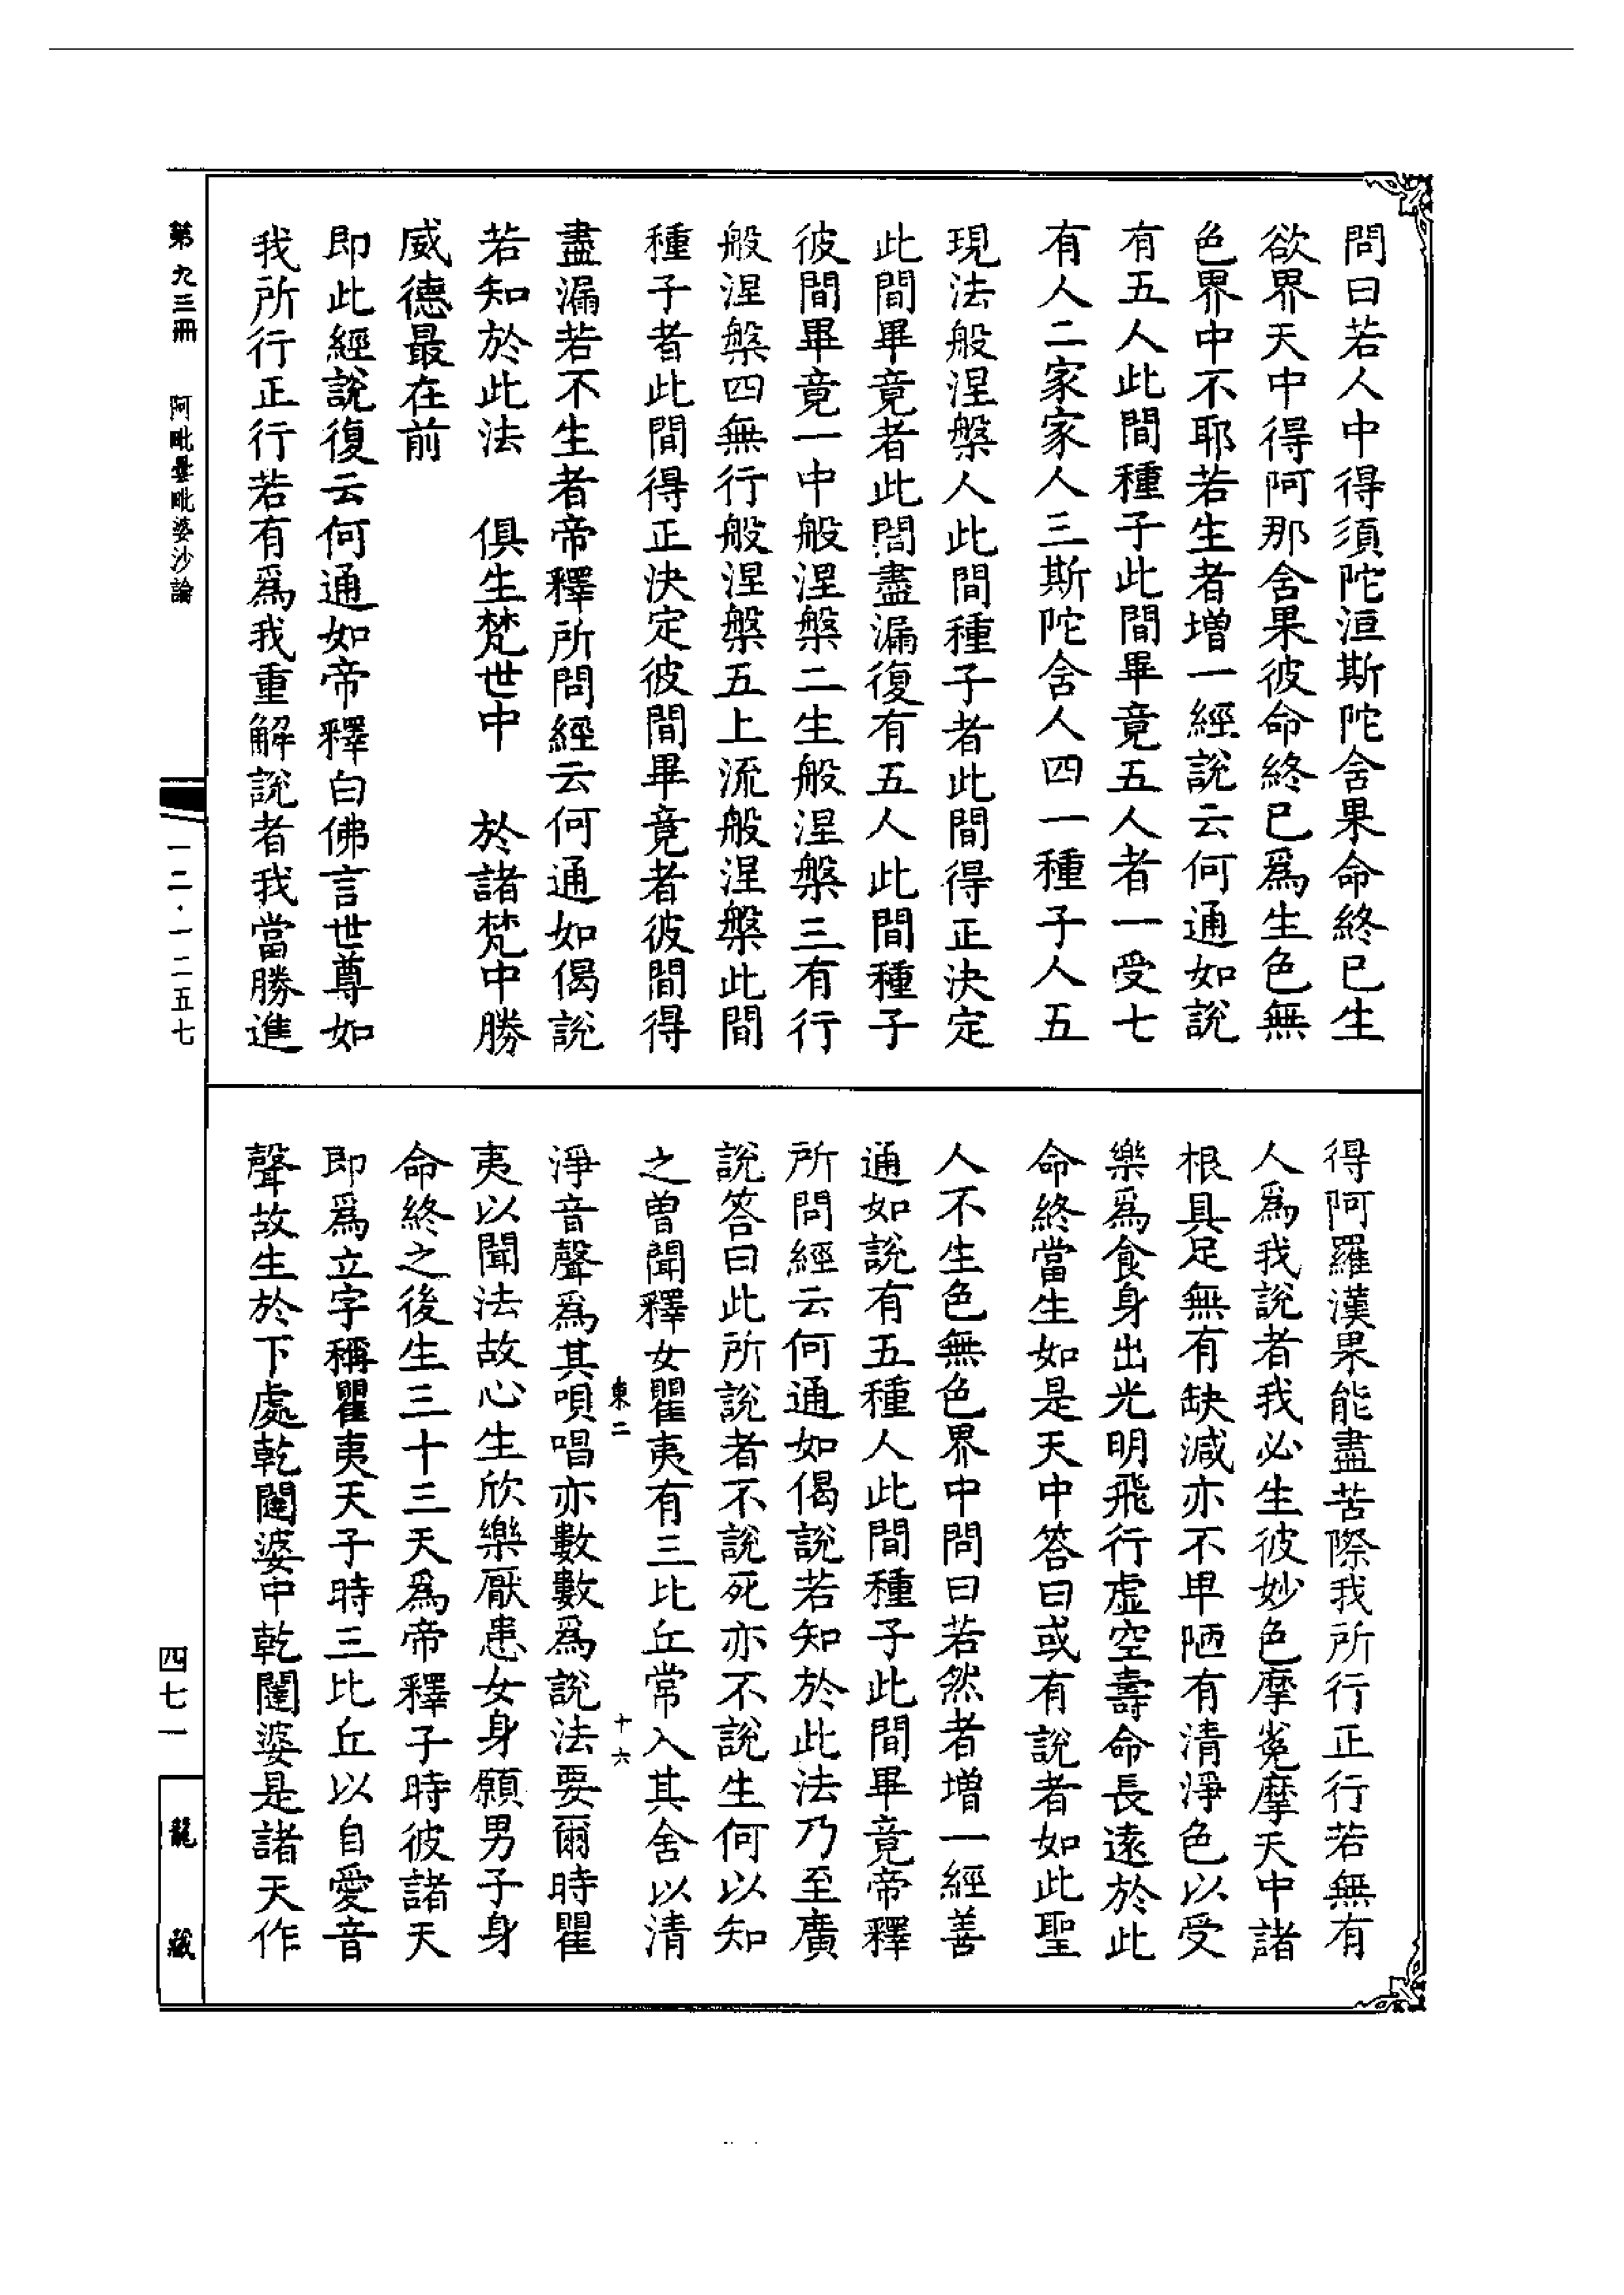 問曰若人中得須陀洹斯陀舍果命終已生
欲界天中得阿那含果彼命終已爲生色無
色界中不耶若生者增一經說云何通如說
有五人此間種子此間畢竟五人者一受七
有人二家家人三斯陀含人四一種子人五
現法般涅槃人此間種子者此間得正決定
此間畢竟者此間盡漏復有五人此間種子
彼間畢竟一中般涅槃二生般涅槃三有行
般涅槃四無行般涅槃五上流般涅槃此間
種子者此間得正決定彼間畢竟者彼間得
盡漏若不生者帝釋所問經云何通如偈說
若知於此法　俱生梵世中　於諸梵中勝
威德最在前
即此經說復云何通如帝釋白佛言世尊如
我所行正行若有爲我重解說者我當勝進
得阿羅漢果能盡苦際我所行正行若無有
人爲我說者我必生彼妙色摩㝹摩天中諸
根具足無有缺減亦不卑陋有清淨色以受
樂爲食身出光明飛行虛空壽命長遠於此
命終當生如是天中答曰或有說者如此聖
人不生色無色界中問曰若然者增一經善
通如說有五種人此間種子此間畢竟帝釋
所問經云何通如偈說若知於此法乃至廣
說答曰此所說者不說死亦不說生何以知
之曾聞釋女瞿夷有三比丘常入其舍以清
東二　十六
淨音聲爲其唄唱亦數數爲說法要爾時瞿
夷以聞法故心生欣樂厭患女身願男子身
命終之後生三十三天爲帝釋子時彼諸天
即爲立字稱瞿夷天子時三比丘以自愛音
聲故生於下處乾闥婆中乾闥婆是諸天作
第九三冊　阿毗曇毗婆沙論
一二·一二五七
四七一
龍藏